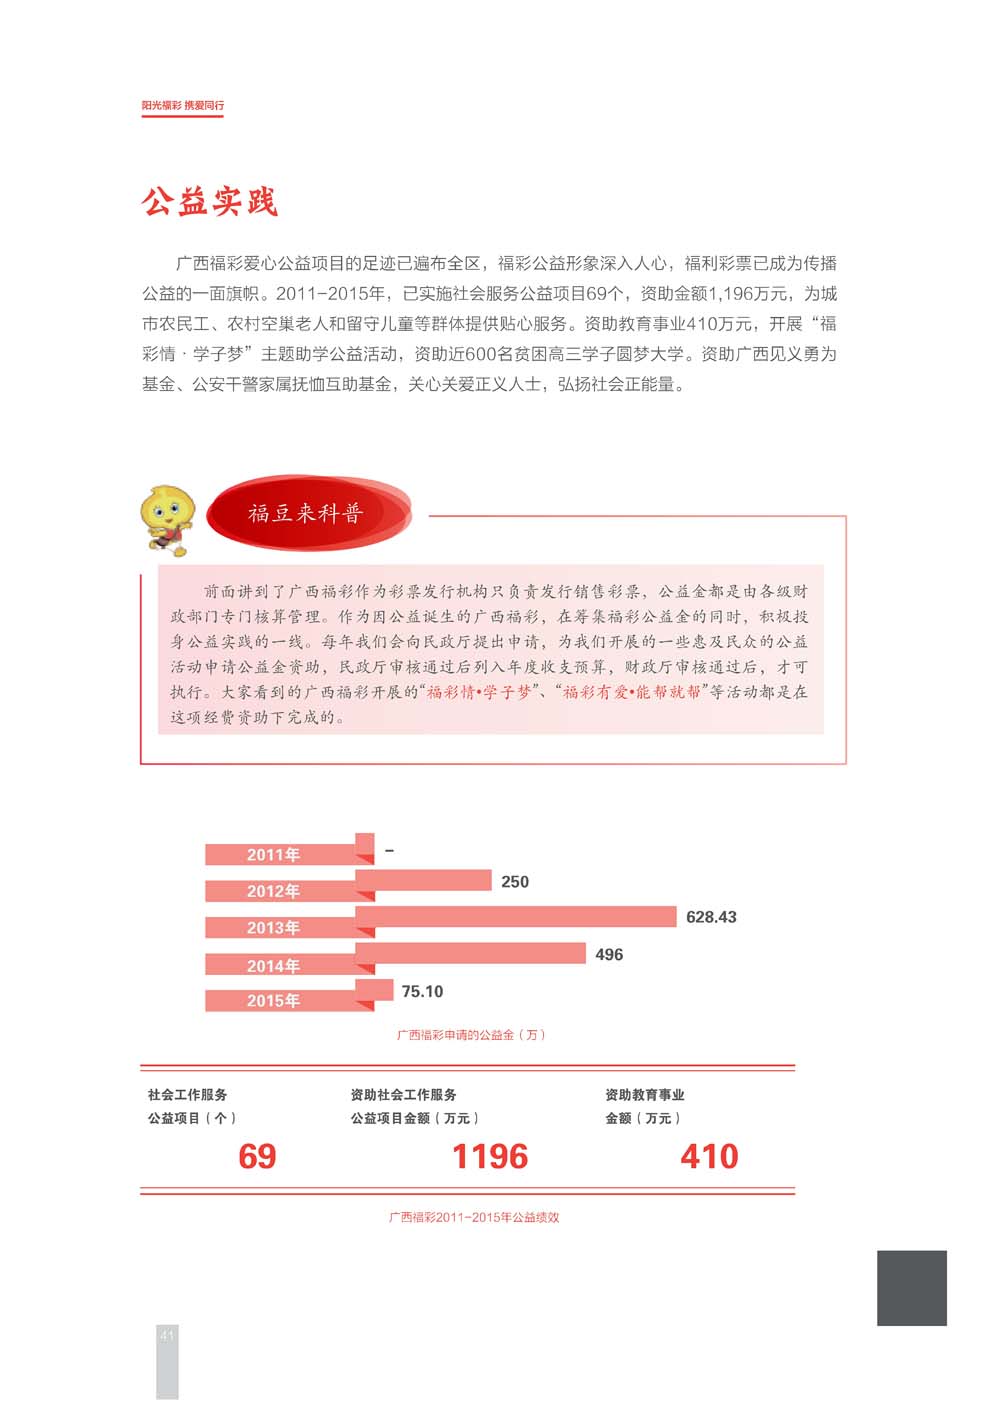 阳光福彩 携爱同行
公益实践
广西福彩爱心公益项目的足迹已遍布全区，福彩公益形象深入人心，福利彩票已成为传播
公益的一面旗帜。2011-2015年，已实施社会服务公益项目69个，资助金额1,196万元，为城
市农民工、农村空巢老人和留守儿童等群体提供贴心服务。资助教育事业410万元，开展“福
彩情·学子梦”主题助学公益活动，资助近600名贫困高三学子圆梦大学。资助广西见义勇为
基金、公安干警家属抚恤互助基金，关心关爱正义人士，弘扬社会正能量。
福豆来科普
前面讲到了广西福彩作为彩票发行机构只负责发行销售彩票，公益金都是由各级财
政部门专门核算管理。作为因公益诞生的广西福彩，在筹集福彩公益金的同时，积极投
身公益实践的一线。每年我们会向民政厅提出申请，为我们开展的一些惠及民众的公益
活动申请公益金资助，民政厅审核通过后列入年度收支预算，财政厅审核通过后，才可
执行。大家看到的广西福彩开展的“福彩情•学子梦”、“福彩有爱•能帮就帮”等活动都是在
这项经费资助下完成的。
2011年 –
2012年 250
2013年 628.43
2014年 496
2015年 75.10
广西福彩申请的公益金（万）
社会工作服务 资助社会工作服务 资助教育事业
公益项目（个） 公益项目金额（万元） 金额（万元）
69 1196 410
广西福彩2011-2015年公益绩效
41